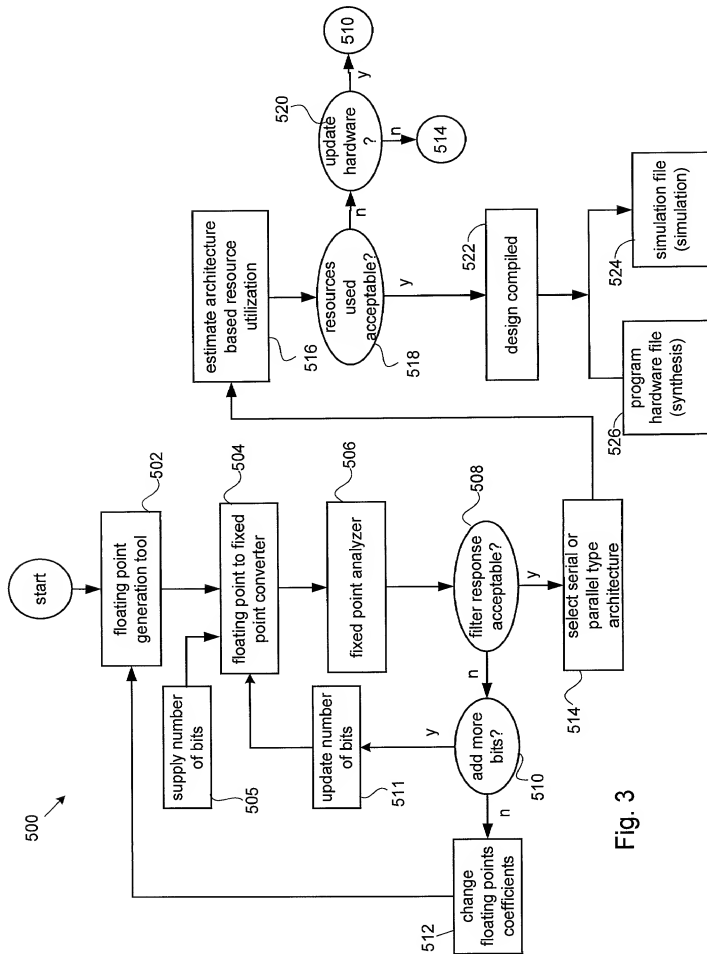 500
start
floating point
generation tool
502
supply number
of bits
505
floating point to fixed
point converter
504
update number
of bits
511
fixed point analyzer
506
filter response
acceptable?
508
n
y
add more
bits?
510
y
n
change
floating points
coefficients
512
select serial or
parallel type
architecture
514
estimate architecture
based resource
utilization
516
resources
used
acceptable?
518
n
y
update
hardware
?
520
y
510
n
514
design compiled
522
program
hardware file
(synthesis)
526
simulation file
(simulation)
524
Fig. 3